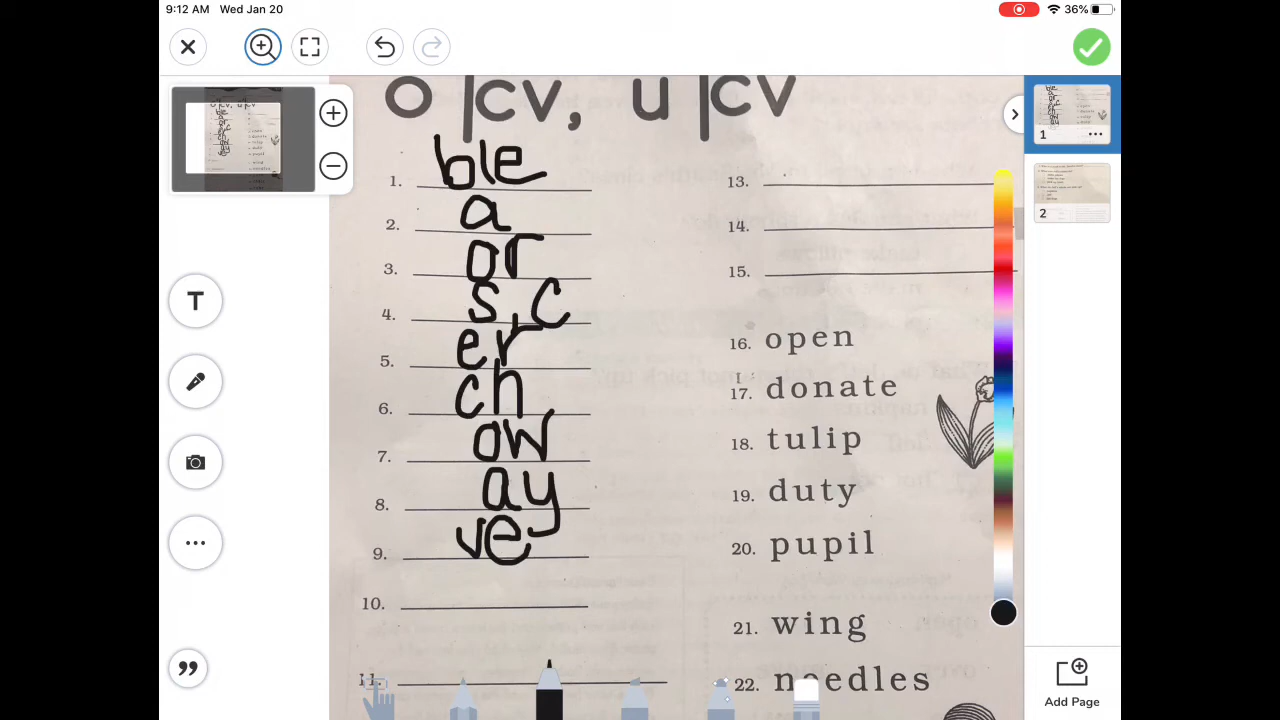 9:12 AM Wed Jan 20
36%
o|cv, u|cv
1. ble
2. a
3. or
4. s, c
5. er
6. ch
7. ow
8. ay
9. ve
10.
11.
13.
14.
15.
16. open
17. donate
18. tulip
19. duty
20. pupil
21. wing
22. needles
T
1
2
Add Page